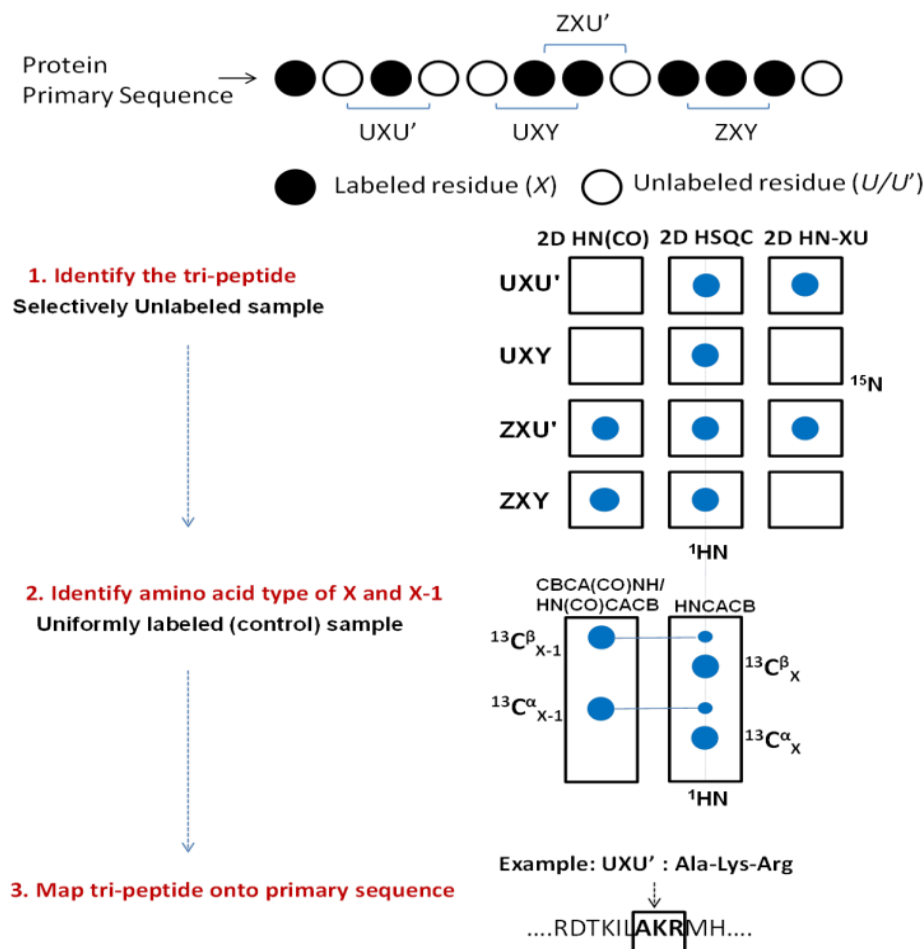 ZXU'
Protein
Primary Sequence
UXU'
UXY
ZXY
Labeled residue (X)
Unlabeled residue (U/U')
2D HN(CO)
2D HSQC
2D HN-XU
1. Identify the tri-peptide
Selectively Unlabeled sample
UXU'
UXY
15N
ZXU'
ZXY
1HN
2. Identify amino acid type of X and X-1
Uniformly labeled (control) sample
CBCA(CO)NH/
HN(CO)CACB
HNCACB
13Cβ X-1
13Cβ X
13Cα X-1
13Cα X
1HN
Example: UXU' : Ala-Lys-Arg
3. Map tri-peptide onto primary sequence
....RDTKILAKRMH....